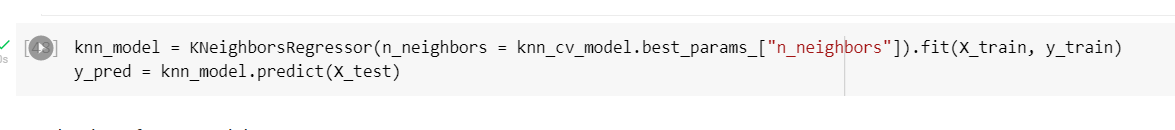 knn_model = KNeighborsRegressor(n_neighbors = knn_cv_model.best_params_["n_neighbors"]).fit(X_train, y_train)
y_pred = knn_model.predict(X_test)